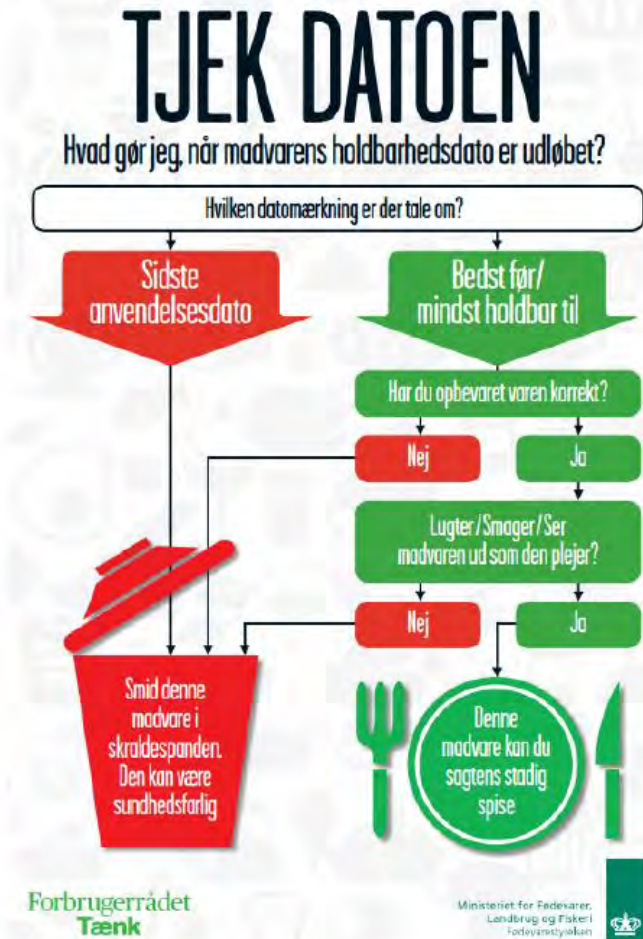 TJEK DATOEN
Hvad gør jeg, når madvarens holdbarhedsdato er udløbet?
Hvilken datomærkning er der tale om?
Sidste
anvendelsesdato
Bedst før/
mindst holdbar til
Har du opbevaret varen korrekt?
Nej
Ja
Lugter/Smager/Ser
madvaren ud som den plejer?
Nej
Ja
Smid denne
madvare i
skraldespanden.
Den kan være
sundhedsfarlig
Denne
madvare kan du
sagtens stadig
spise
Forbrugerrådet
Tænk
Ministeriet for Fødevarer,
Landbrug og Fiskeri
Fødevarestyrelsen